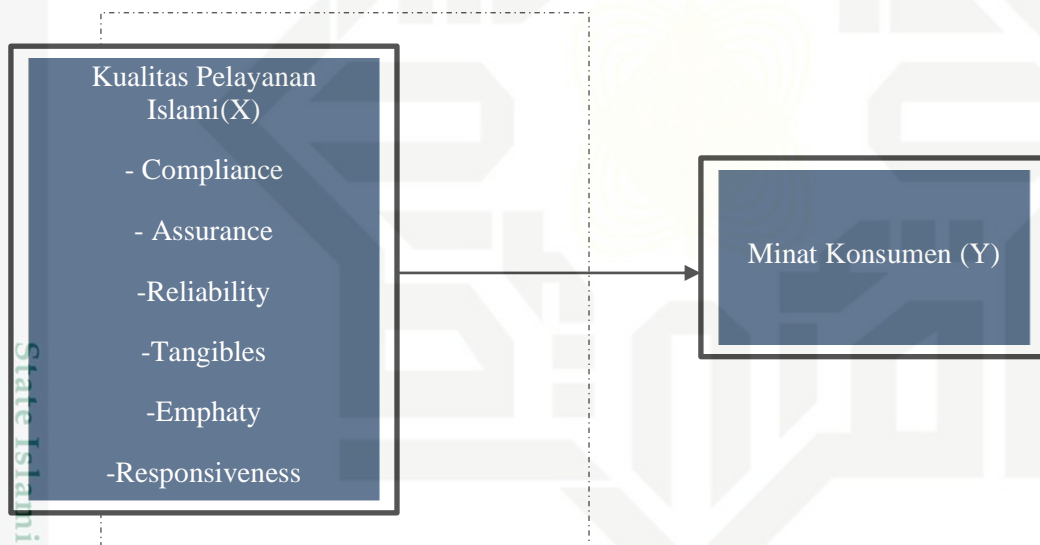 Kualitas Pelayanan
Islami(X)
- Compliance
- Assurance
-Reliability
-Tangibles
-Emphaty
-Responsiveness
Minat Konsumen (Y)
State Islami